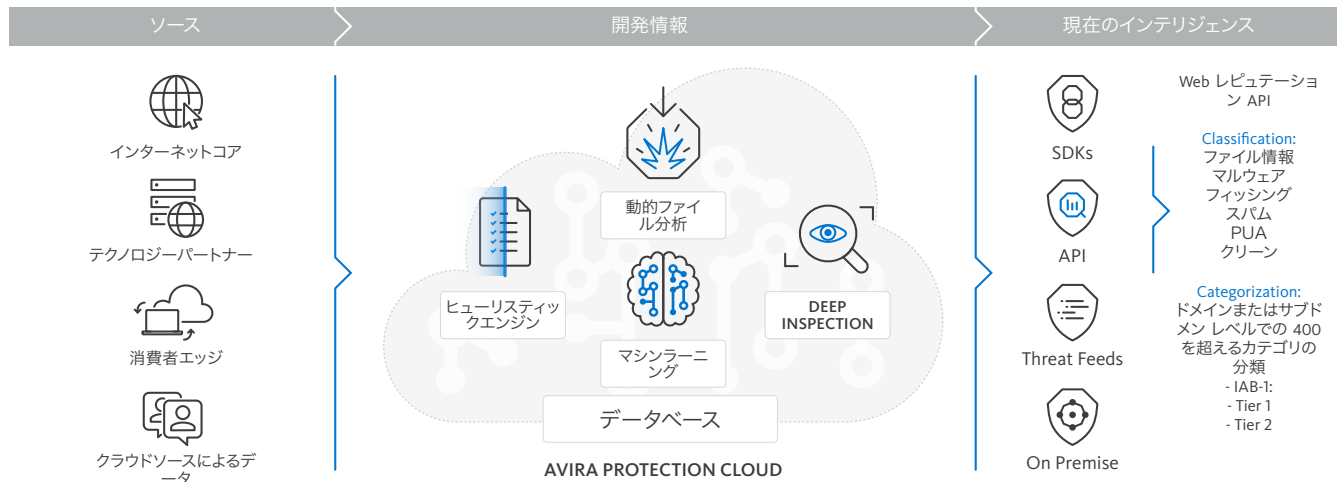 ソース
開発情報
現在のインテリジェンス
インターネットコア
テクノロジーパートナー
消費者エッジ
クラウドソースによるデ
ータ
動的ファイ
ル分析
ヒューリスティッ
クエンジン
DEEP
INSPECTION
マシンラーニ
ング
データベース
AVIRA PROTECTION CLOUD
SDKs
API
Threat Feeds
On Premise
Web レピュテーショ
ン API
Classification:
ファイル情報
マルウェア
フィッシング
スパム
PUA
クリーン
Categorization:
ドメインまたはサブド
メン レベルでの 400
を超えるカテゴリの
分類
- IAB-1:
- Tier 1
- Tier 2